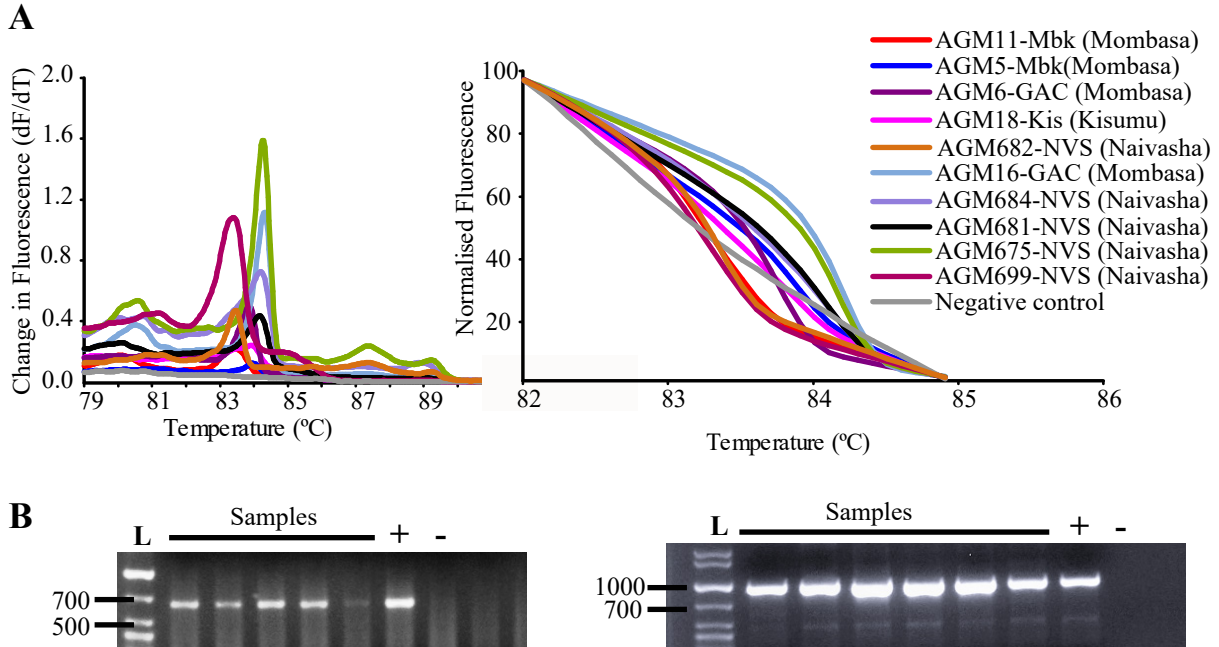 A
Change in Fluorescence (dF/dT)
2.0
1.6
1.2
0.8
0.4
0.0
79 81 83 85 87 89
Temperature (ºC)
Normalised Fluorescence
100
80
60
40
20
82 83 84 85 86
Temperature (ºC)
AGM11-Mbk (Mombasa)
AGM5-Mbk(Mombasa)
AGM6-GAC (Mombasa)
AGM18-Kis (Kisumu)
AGM682-NVS (Naivasha)
AGM16-GAC (Mombasa)
AGM684-NVS (Naivasha)
AGM681-NVS (Naivasha)
AGM675-NVS (Naivasha)
AGM699-NVS (Naivasha)
Negative control
B
L Samples + -
700
500
L Samples + -
1000
700